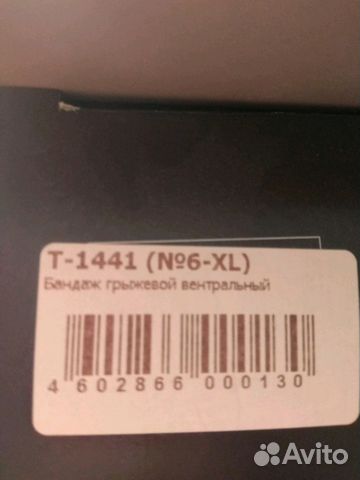 Т-1441 (№6-XL)
Бандаж грыжевой вентральный
4 602866 000130
Avito